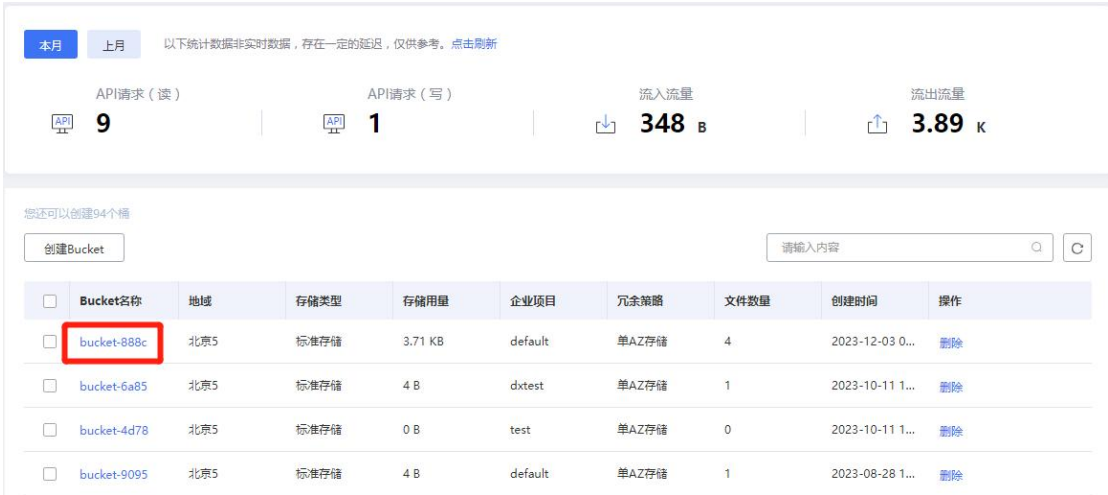 本月 上月 以下统计数据非实时数据，存在一定的延迟，仅供参考。点击刷新
API请求（读） API请求（写） 流入流量 流出流量
API 9 API 1 348 B 3.89 K
您还可以创建94个桶
创建Bucket 请输入内容
Bucket名称 地域 存储类型 存储用量 企业项目 冗余策略 文件数量 创建时间 操作
bucket-888c 北京5 标准存储 3.71 KB default 单AZ存储 4 2023-12-03 0... 删除
bucket-6a85 北京5 标准存储 4 B dxtest 单AZ存储 1 2023-10-11 1... 删除
bucket-4d78 北京5 标准存储 0 B test 单AZ存储 0 2023-10-11 1... 删除
bucket-9095 北京5 标准存储 4 B default 单AZ存储 1 2023-08-28 1... 删除